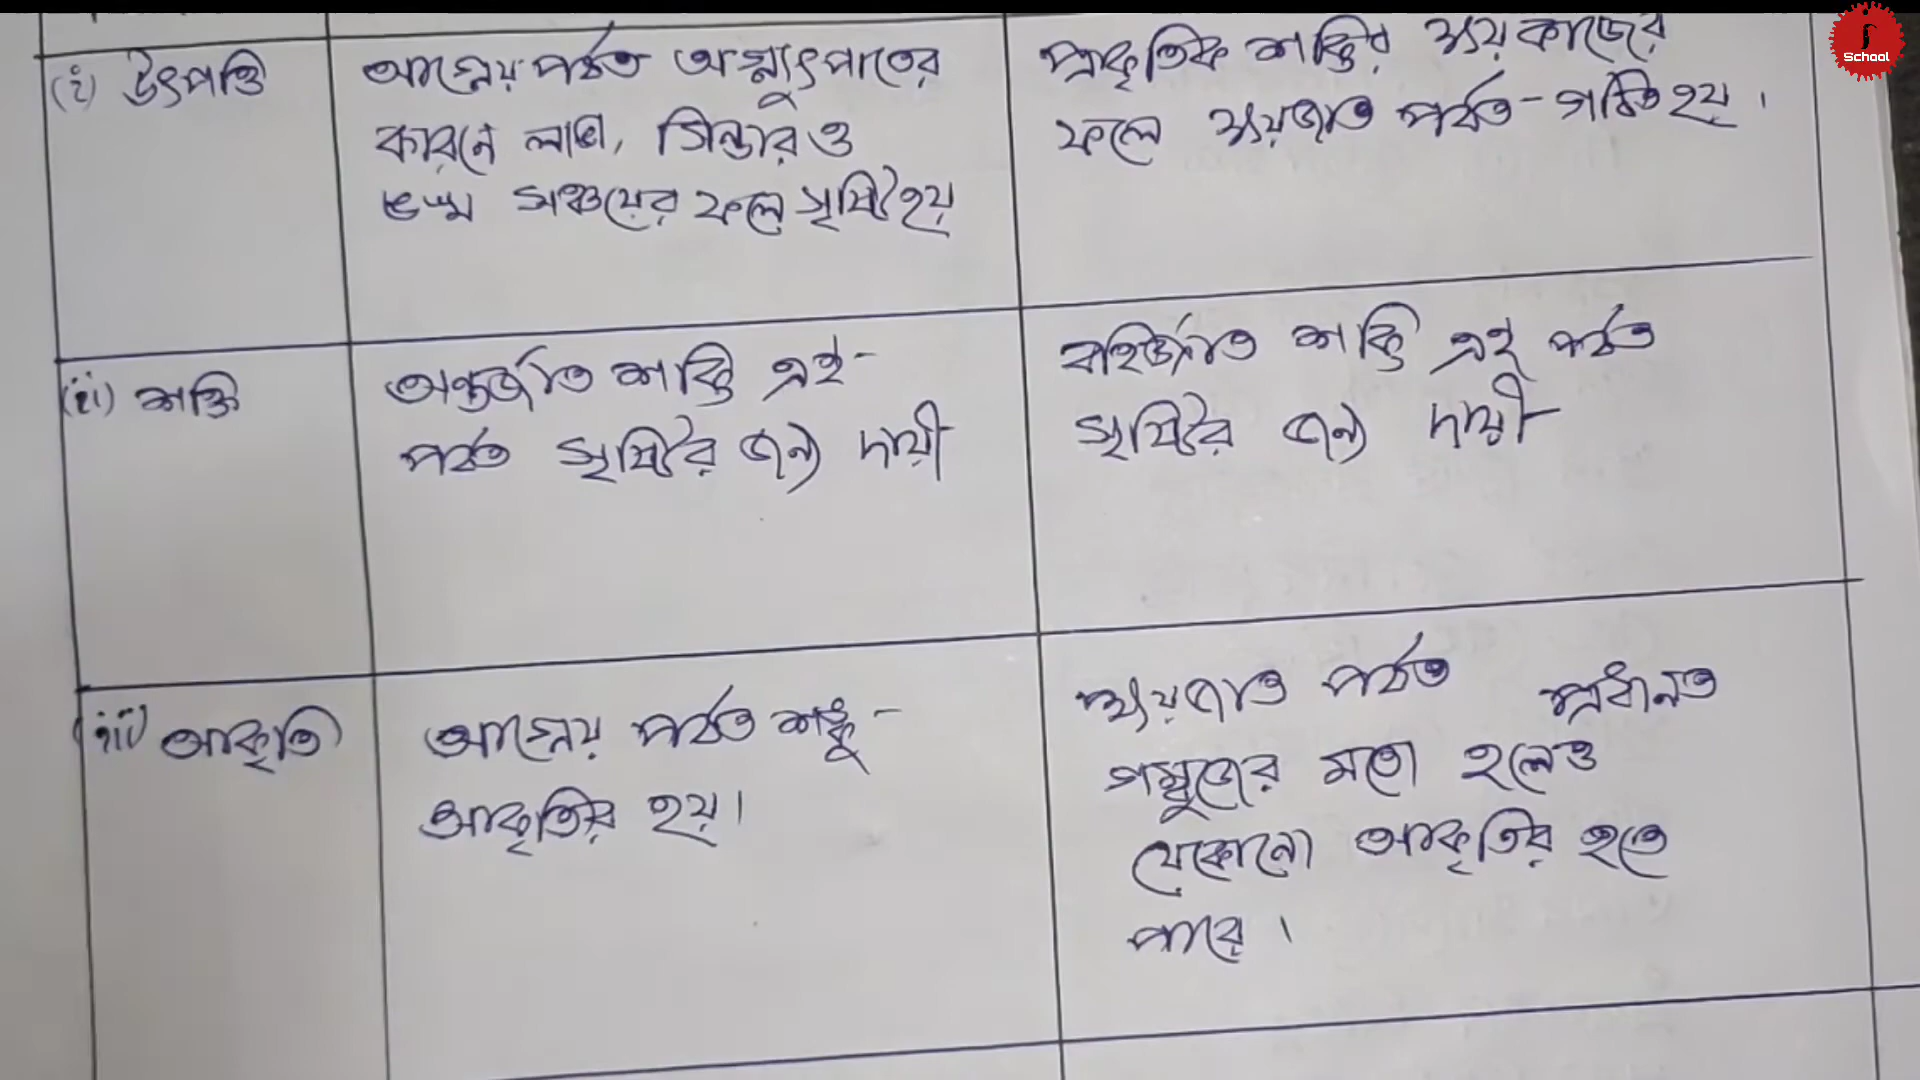 (i) উৎপত্তি
আগ্নেয় পর্বত অগ্ন্যুৎপাতের
কারনে লাভা, সিন্ডার ও
ভস্ম সঞ্চয়ের ফলে সৃষ্টি হয়
প্রাকৃতিক শক্তির ক্ষয়কাজের
ফলে ক্ষয়জাত পর্বত-গঠিত হয়।
(ii) শক্তি
অন্তর্জাত শক্তি এই-
পর্বত সৃষ্টির জন্য দায়ী
বহির্জাত শক্তি এই পর্বত
সৃষ্টির জন্য দায়ী
(iii) আকৃতি
আগ্নেয় পর্বত শঙ্কু-
আকৃতির হয়।
ক্ষয়জাত পর্বত প্রধানত
গম্বুজের মতো হলেও
যেকোনো আকৃতির হতে
পারে।
School